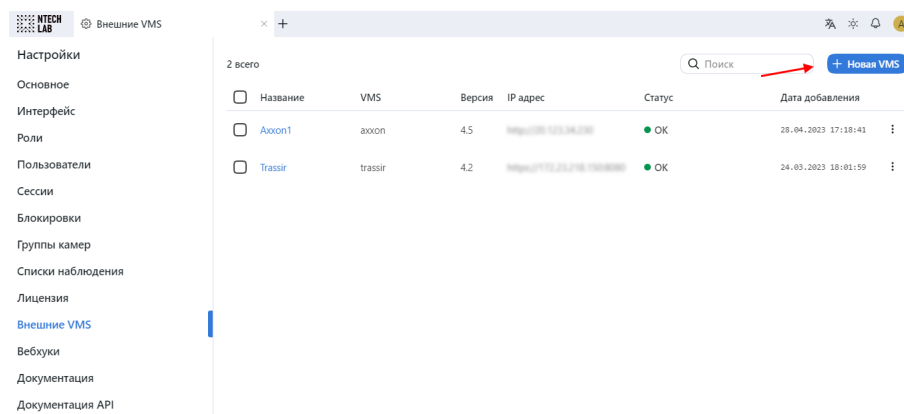 NTECH LAB Внешние VMS × + A
Настройки
Основное
Интерфейс
Роли
Пользователи
Сессии
Блокировки
Группы камер
Списки наблюдения
Лицензия
Внешние VMS
Вебхуки
Документация
Документация API
2 всего Поиск + Новая VMS
Название VMS Версия IP адрес Статус Дата добавления
Axxon1 axxon 4.5 OK 28.04.2023 17:18:41
Trassir trassir 4.2 OK 24.03.2023 18:01:59